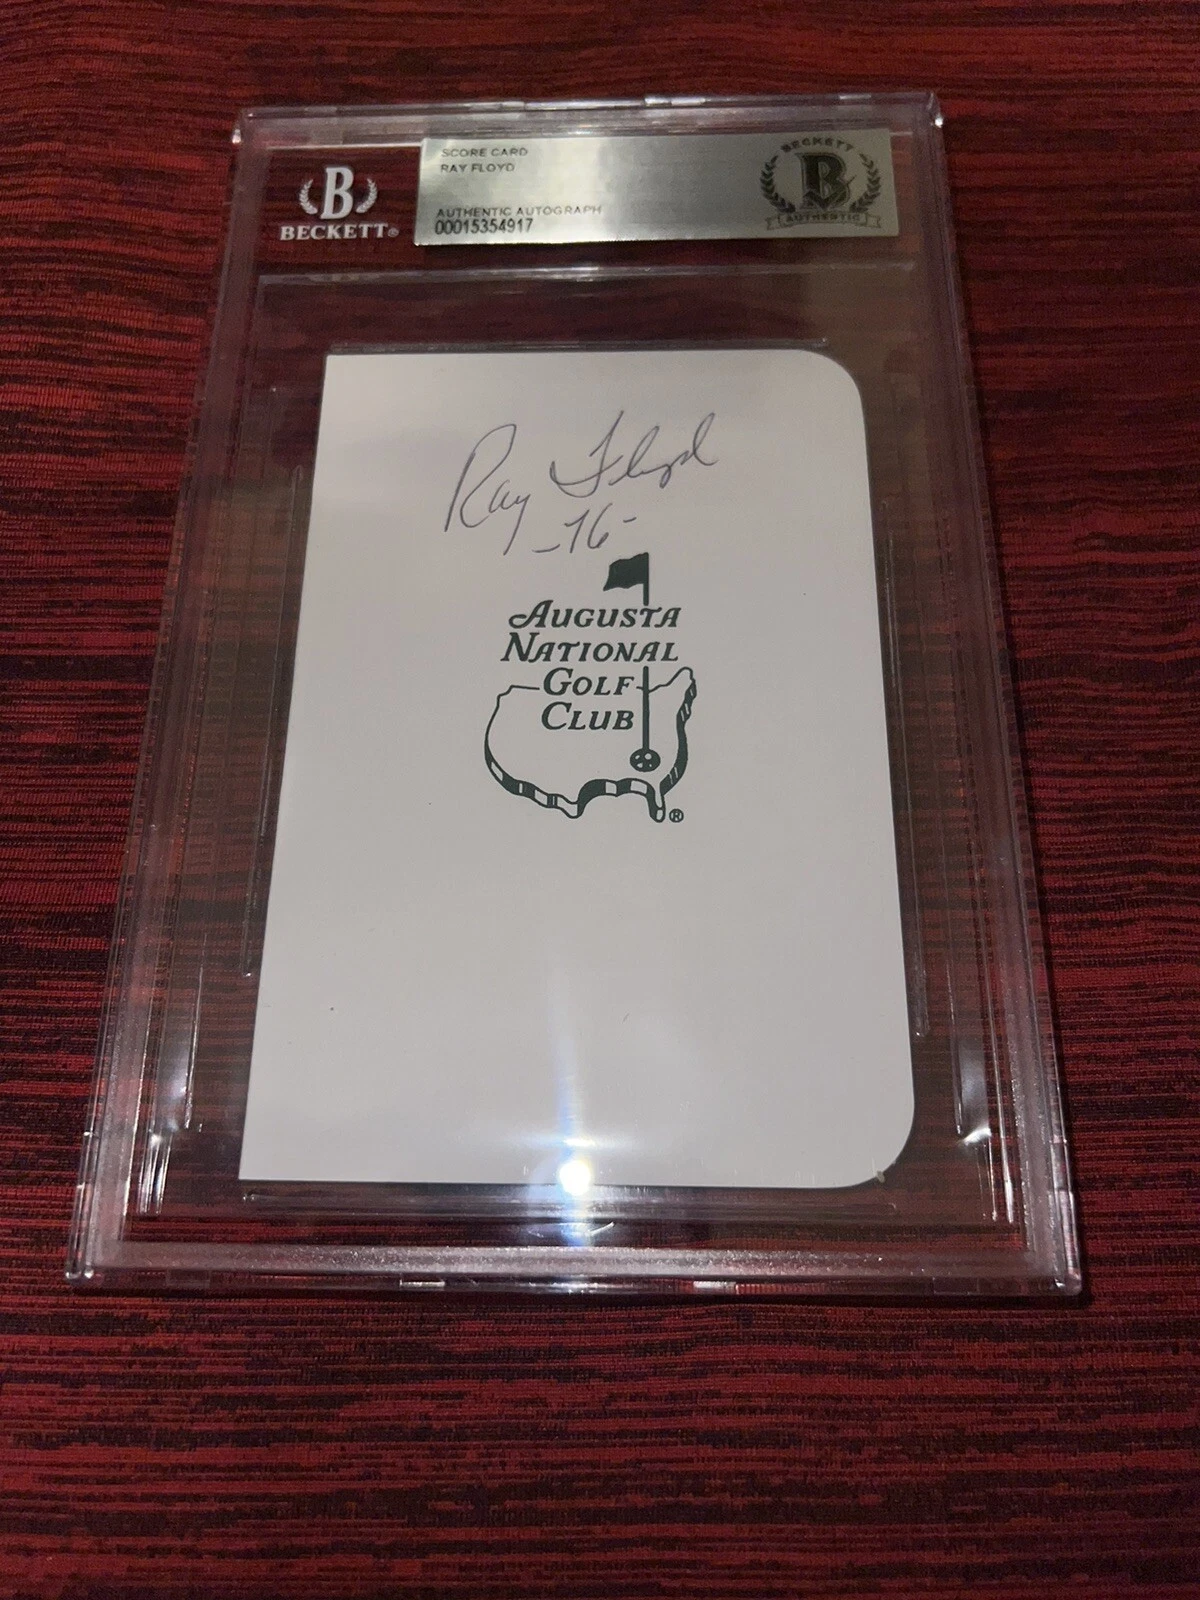 SCORE CARD
RAY FLOYD
AUTHENTIC AUTOGRAPH
00015354917
B
BECKETT®
BECKETT
B
AUTHENTIC
Ray Floyd
-76-
AUGUSTA
NATIONAL
GOLF
CLUB
®